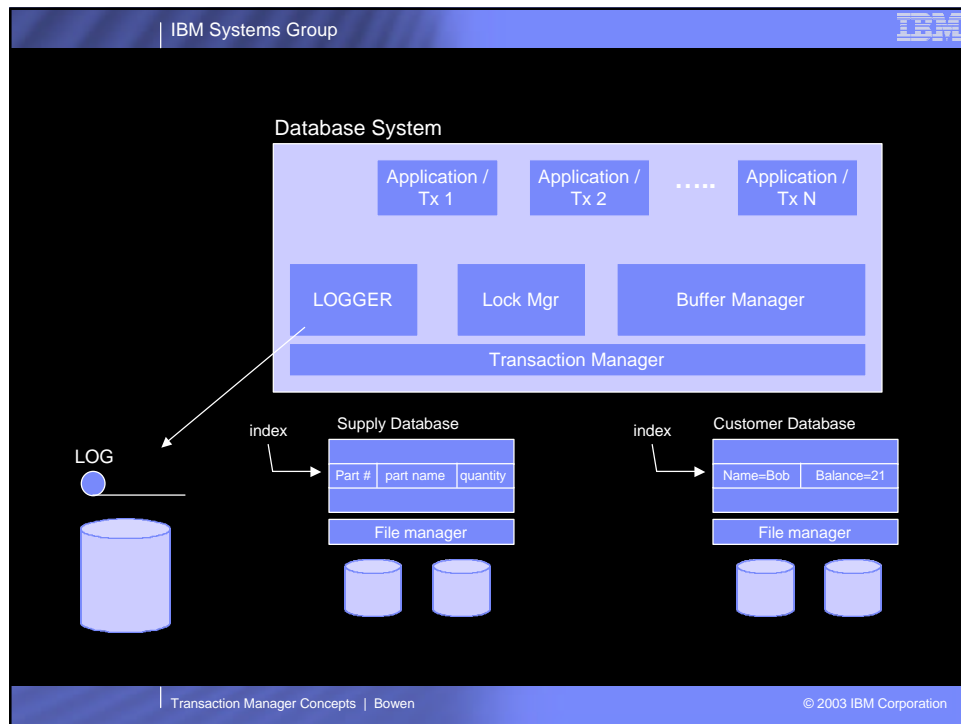 IBM Systems Group
IBM
Database System
Application /
Tx 1
Application /
Tx 2
.....
Application /
Tx N
LOGGER
Lock Mgr
Buffer Manager
Transaction Manager
LOG
index
Supply Database
Part # part name quantity
File manager
index
Customer Database
Name=Bob Balance=21
File manager
Transaction Manager Concepts | Bowen
© 2003 IBM Corporation